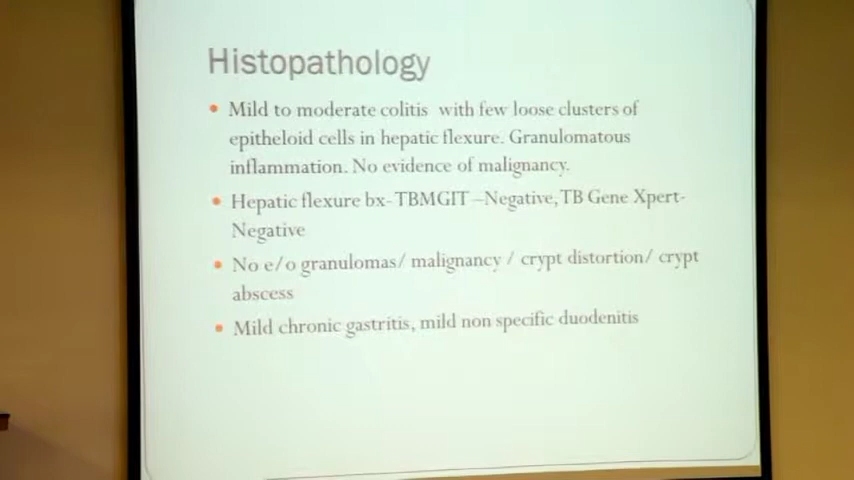 Histopathology
• Mild to moderate colitis with few loose clusters of
epitheloid cells in hepatic flexure. Granulomatous
inflammation. No evidence of malignancy.
• Hepatic flexure bx-TBMGIT –Negative, TB Gene Xpert-
Negative
• No e/o granulomas/ malignancy / crypt distortion/ crypt
abscess
• Mild chronic gastritis, mild non specific duodenitis